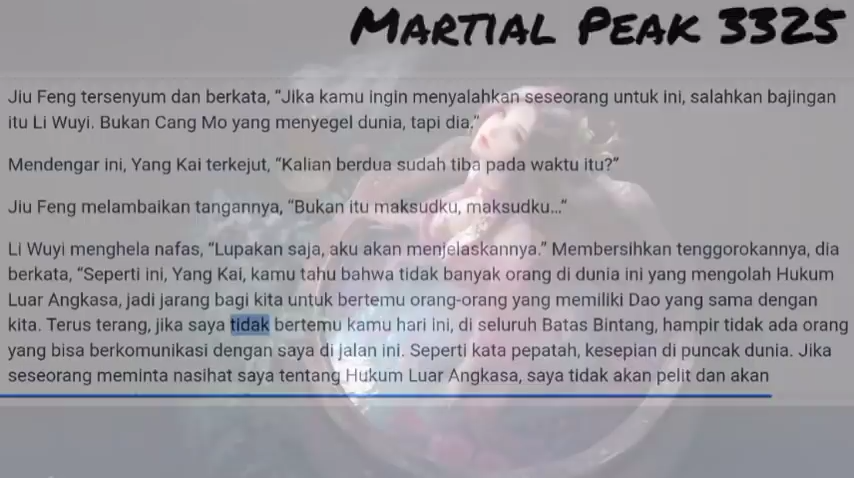 MARTIAL PEAK 3325
Jiu Feng tersenyum dan berkata, “Jika kamu ingin menyalahkan seseorang untuk ini, salahkan bajingan
itu Li Wuyi. Bukan Cang Mo yang menyegel dunia, tapi dia.”
Mendengar ini, Yang Kai terkejut, “Kalian berdua sudah tiba pada waktu itu?”
Jiu Feng melambaikan tangannya, “Bukan itu maksudku, maksudku…”
Li Wuyi menghela nafas, “Lupakan saja, aku akan menjelaskannya.” Membersihkan tenggorokannya, dia
berkata, “Seperti ini, Yang Kai, kamu tahu bahwa tidak banyak orang di dunia ini yang mengolah Hukum
Luar Angkasa, jadi jarang bagi kita untuk bertemu orang-orang yang memiliki Dao yang sama dengan
kita. Terus terang, jika saya tidak bertemu kamu hari ini, di seluruh Batas Bintang, hampir tidak ada orang
yang bisa berkomunikasi dengan saya di jalan ini. Seperti kata pepatah, kesepian di puncak dunia. Jika
seseorang meminta nasihat saya tentang Hukum Luar Angkasa, saya tidak akan pelit dan akan